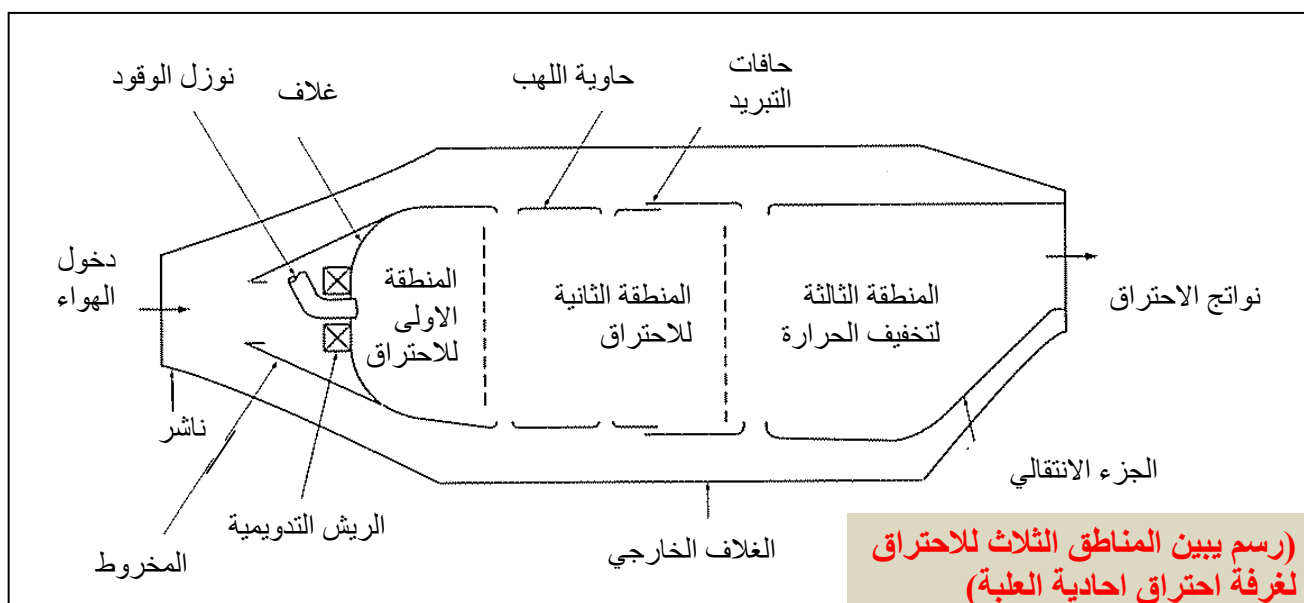 حافات
التبريد
حاوية اللهب
نوزل الوقود
غلاف
دخول
الهواء
المنطقة
الاولى
للاحتراق
المنطقة الثانية
للاحتراق
المنطقة الثالثة
لتخفيف الحرارة
نواتج الاحتراق
ناشر
الجزء الانتقالي
الريش التدويمية
الغلاف الخارجي
المخروط
(رسم يبين المناطق الثلاث للاحتراق
لغرفة احتراق احادية العلبة)